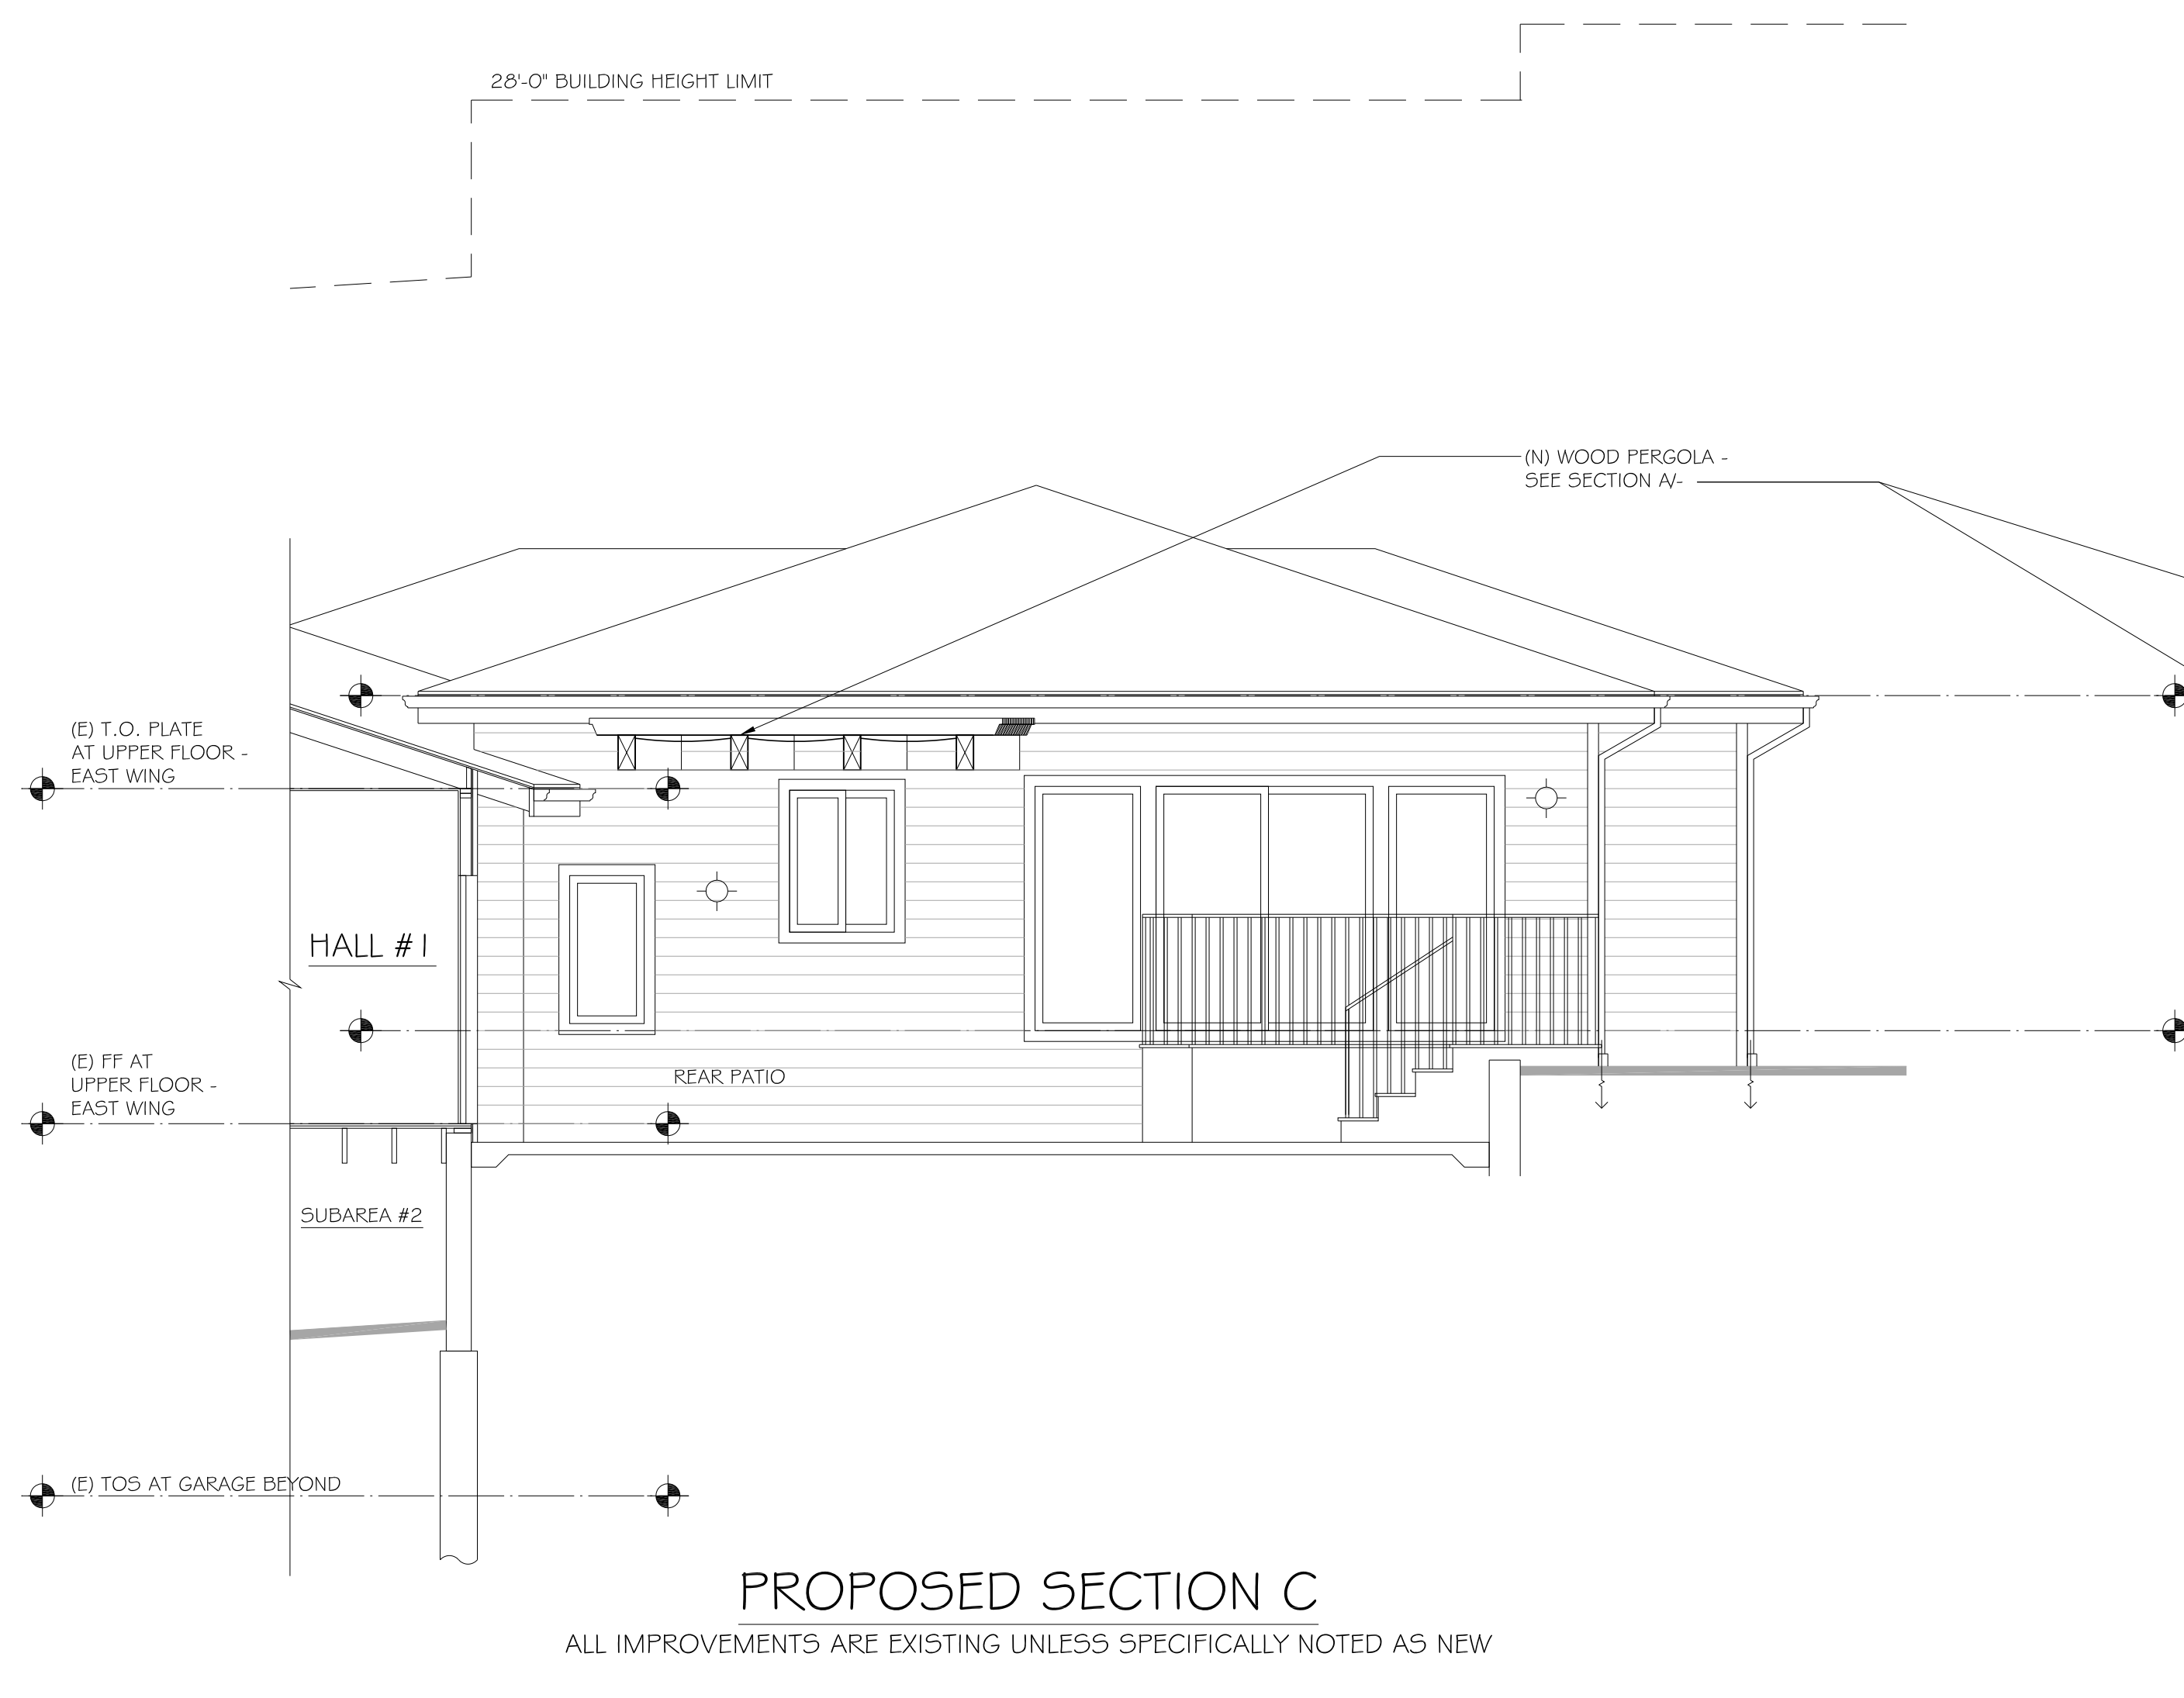 28'-0" BUILDING HEIGHT LIMIT
(N) WOOD PERGOLA -
SEE SECTION A/-
(E) T.O. PLATE
AT UPPER FLOOR -
EAST WING
HALL #1
(E) FF AT
UPPER FLOOR -
EAST WING
REAR PATIO
SUBAREA #2
(E) TOS AT GARAGE BEYOND
PROPOSED SECTION C
ALL IMPROVEMENTS ARE EXISTING UNLESS SPECIFICALLY NOTED AS NEW